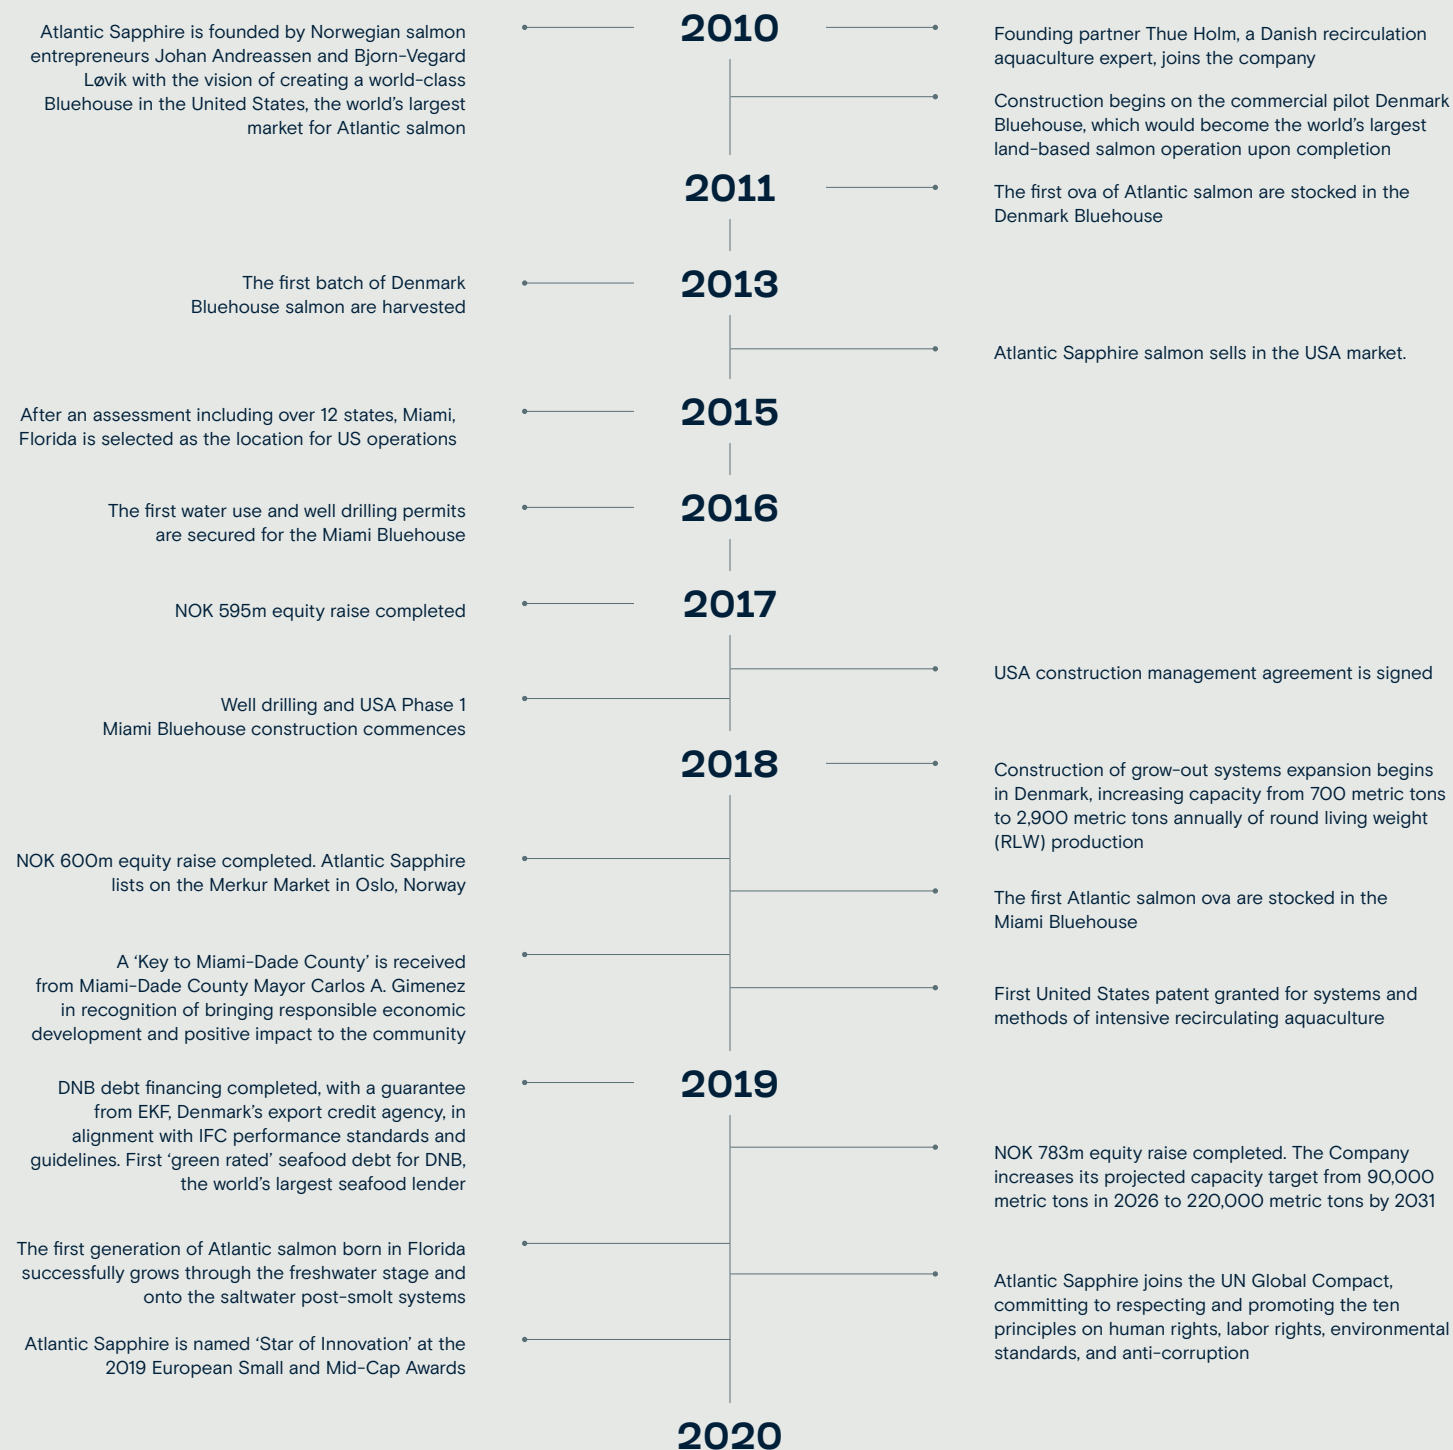 2010
Atlantic Sapphire is founded by Norwegian salmon
entrepreneurs Johan Andreassen and Bjorn-Vegard
Løvik with the vision of creating a world-class
Bluehouse in the United States, the world's largest
market for Atlantic salmon
Founding partner Thue Holm, a Danish recirculation
aquaculture expert, joins the company
Construction begins on the commercial pilot Denmark
Bluehouse, which would become the world's largest
land-based salmon operation upon completion
2011
The first ova of Atlantic salmon are stocked in the
Denmark Bluehouse
2013
The first batch of Denmark
Bluehouse salmon are harvested
Atlantic Sapphire salmon sells in the USA market.
2015
After an assessment including over 12 states, Miami,
Florida is selected as the location for US operations
2016
The first water use and well drilling permits
are secured for the Miami Bluehouse
2017
NOK 595m equity raise completed
USA construction management agreement is signed
Well drilling and USA Phase 1
Miami Bluehouse construction commences
2018
Construction of grow-out systems expansion begins
in Denmark, increasing capacity from 700 metric tons
to 2,900 metric tons annually of round living weight
(RLW) production
NOK 600m equity raise completed. Atlantic Sapphire
lists on the Merkur Market in Oslo, Norway
The first Atlantic salmon ova are stocked in the
Miami Bluehouse
A ‘Key to Miami-Dade County’ is received
from Miami-Dade County Mayor Carlos A. Gimenez
in recognition of bringing responsible economic
development and positive impact to the community
First United States patent granted for systems and
methods of intensive recirculating aquaculture
2019
DNB debt financing completed, with a guarantee
from EKF, Denmark's export credit agency, in
alignment with IFC performance standards and
guidelines. First ‘green rated’ seafood debt for DNB,
the world's largest seafood lender
NOK 783m equity raise completed. The Company
increases its projected capacity target from 90,000
metric tons in 2026 to 220,000 metric tons by 2031
The first generation of Atlantic salmon born in Florida
successfully grows through the freshwater stage and
onto the saltwater post-smolt systems
Atlantic Sapphire joins the UN Global Compact,
committing to respecting and promoting the ten
principles on human rights, labor rights, environmental
standards, and anti-corruption
Atlantic Sapphire is named ‘Star of Innovation’ at the
2019 European Small and Mid-Cap Awards
2020